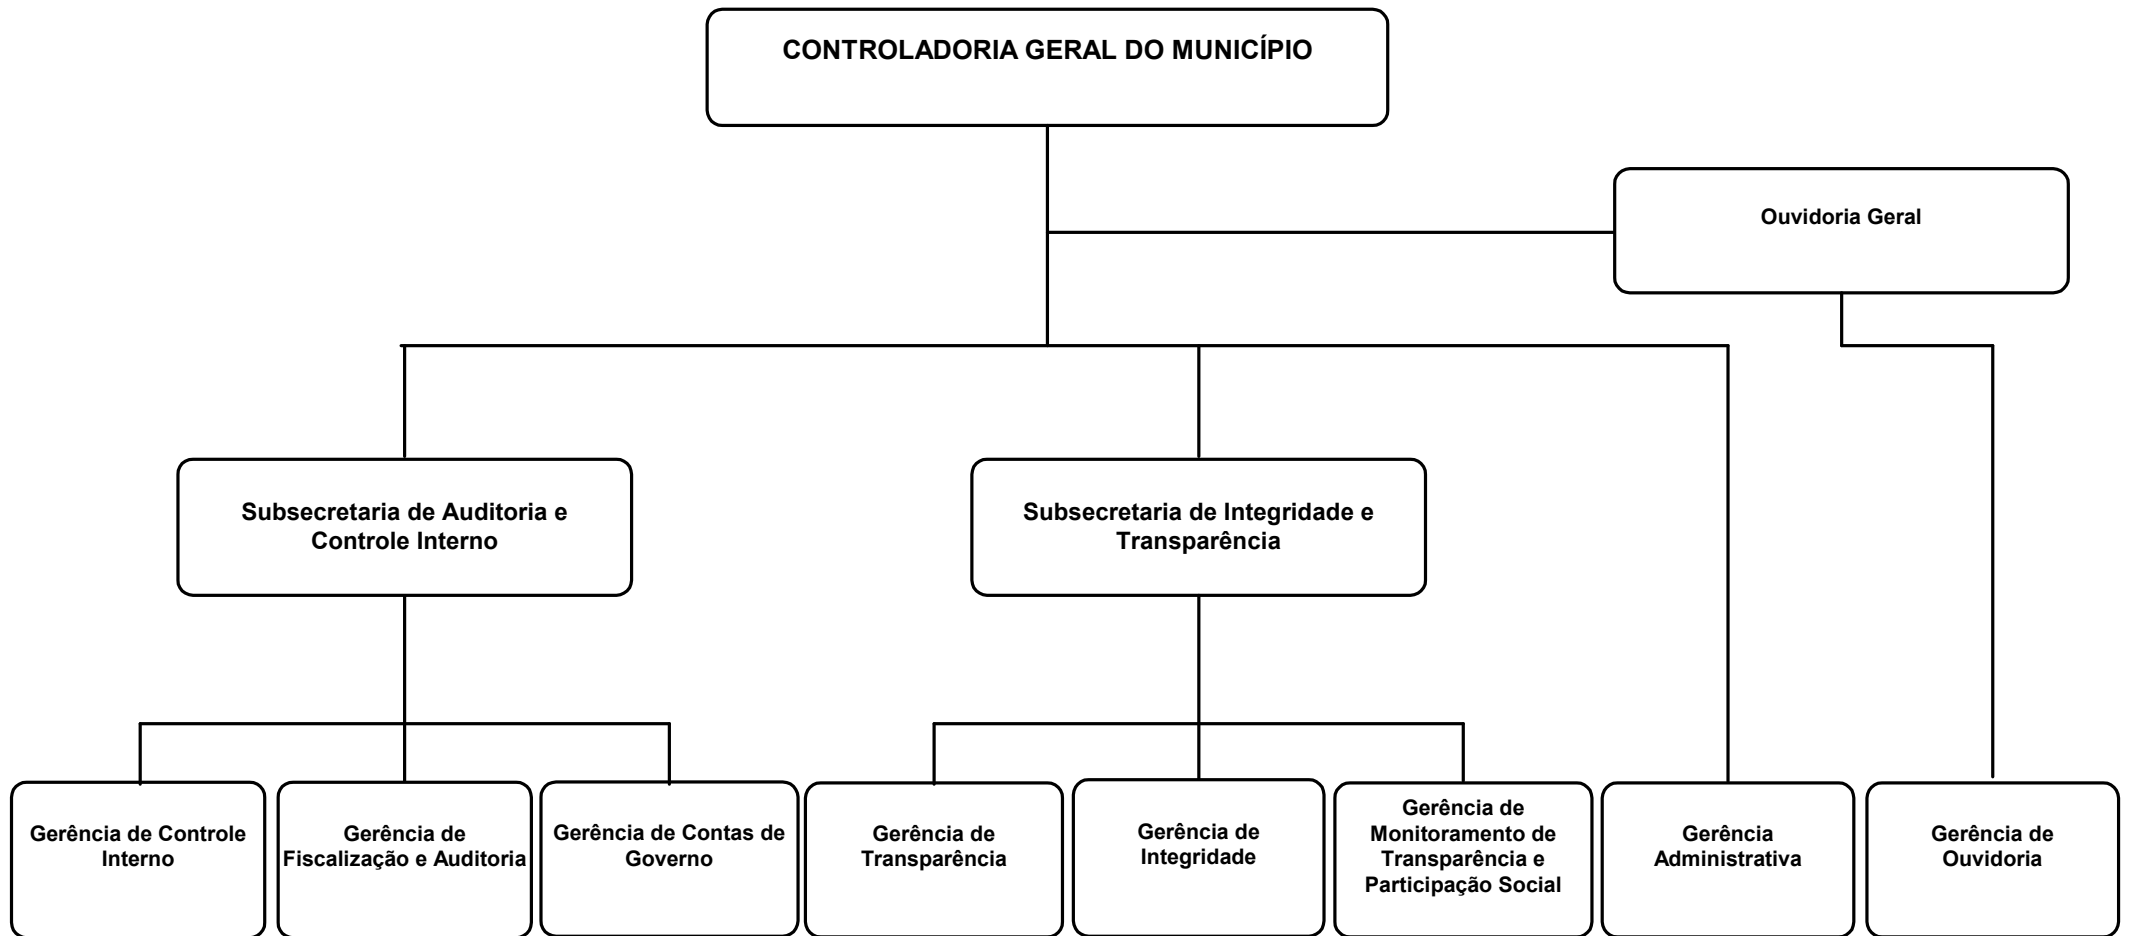 CONTROLADORIA GERAL DO MUNICÍPIO
Ouvidoria Geral
Subsecretaria de Auditoria e
Controle Interno
Subsecretaria de Integridade e
Transparência
Gerência de Controle
Interno
Gerência de
Fiscalização e Auditoria
Gerência de Contas de
Governo
Gerência de
Transparência
Gerência de
Integridade
Gerência de
Monitoramento de
Transparência e
Participação Social
Gerência
Administrativa
Gerência de
Ouvidoria